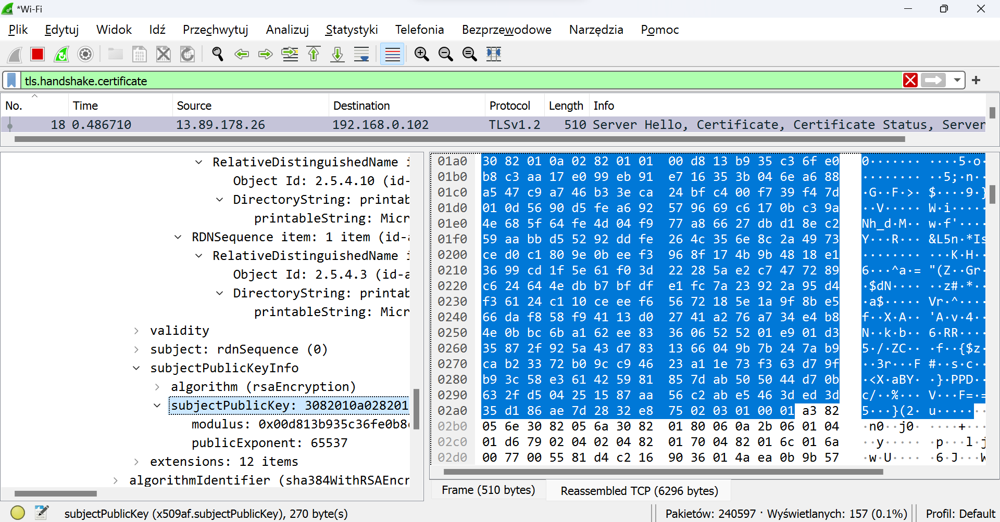 *Wi-Fi
Plik Edytuj Widok Idź Przechwytuj Analizuj Statystyki Telefonia Bezprzewodowe Narzędzia Pomoc
tls.handshake.certificate
No. Time Source Destination Protocol Length Info
18 0.486710 13.89.178.26 192.168.0.102 TLSv1.2 510 Server Hello, Certificate, Certificate Status, Server
RelativeDistinguishedName i
Object Id: 2.5.4.10 (id-
DirectoryString: printab
printableString: Micr
RDNSequence item: 1 item (id-a
RelativeDistinguishedName i
Object Id: 2.5.4.3 (id-a
DirectoryString: printab
printableString: Micr
validity
subject: rdnSequence (0)
subjectPublicKeyInfo
algorithm (rsaEncryption)
subjectPublicKey: 3082010a028201
modulus: 0x00d813b935c36fe0b8c
publicExponent: 65537
extensions: 12 items
algorithmIdentifier (sha384WithRSAEncr
01a0 30 82 01 0a 02 82 01 01 00 d8 13 b9 35 c3 6f e0 0······· ····5·o·
01b0 b8 c3 aa 17 e0 99 eb 91 e7 16 35 3b 04 6e a6 88 ········ ··5;·n··
01c0 a5 47 c9 a7 46 b3 3e ca 24 bf c4 00 f7 39 f4 7d ·G··F·>· $····9·}
01d0 01 0d 56 90 d5 fe a6 92 57 96 69 c6 17 0b c3 9a ··V····· W·i·····
01e0 4e 68 5f 64 fe 4d 04 f9 77 a8 66 27 db d1 8e c2 Nh_d·M·· w·f'····
01f0 59 aa bb d5 52 92 dd fe 26 4c 35 6e 8c 2a 49 73 Y···R··· &L5n·*Is
0200 ce d0 c1 80 9e 0b ee f3 96 8f 17 4b 9b 48 18 e1 ········ ···K·H··
0210 36 99 cd 1f 5e 61 f0 3d 22 28 5a e2 c7 47 72 89 6···^a·= "(Z··Gr·
0220 c6 24 64 4e db b7 bf df e1 fc 7a 23 92 2a 95 d4 ·$dN···· ··z#·*··
0230 f3 61 24 c1 10 ce ee f6 56 72 18 5e 1a 9f 8b e5 ·a$····· Vr·^····
0240 66 da f8 58 f9 41 13 d0 27 41 a2 76 a7 34 e4 b8 f··X·A·· 'A·v·4··
0250 4e 0b bc 6b a1 62 ee 83 36 06 52 52 01 e9 01 d3 N··k·b·· 6·RR····
0260 35 87 2f 92 5a 43 d7 83 13 66 04 9b 7b 24 7a b9 5·/·ZC·· ·f··{$z·
0270 ca b2 33 72 b0 9c c9 46 23 a1 1e 73 f3 63 d7 9f ··3r···F #··s·c··
0280 b9 3c 58 e3 61 42 59 81 85 7d ab 50 50 44 d7 0b ·<X·aBY· ·}·PPD··
0290 63 2f d5 04 25 15 87 aa 56 c2 ab e5 46 3d ed 3d c/··%··· V···F=·=
02a0 35 d1 86 ae 7d 28 32 e8 75 02 03 01 00 01 a3 82 5···}(2· u·······
02b0 05 6e 30 82 05 6a 30 82 01 80 06 0a 2b 06 01 04 ·n0··j0· ····+···
02c0 01 d6 79 02 04 02 04 82 01 70 04 82 01 6c 01 6a ··y····· ·p···l·j
02d0 00 77 00 55 81 d4 c2 16 90 36 01 4a ea 0b 9b 57 ·w·U···· ·6·J···W
Frame (510 bytes) Reassembled TCP (6296 bytes)
subjectPublicKey (x509af.subjectPublicKey), 270 byte(s) Pakietów: 240597 · Wyświetlanych: 157 (0.1%) Profil: Default